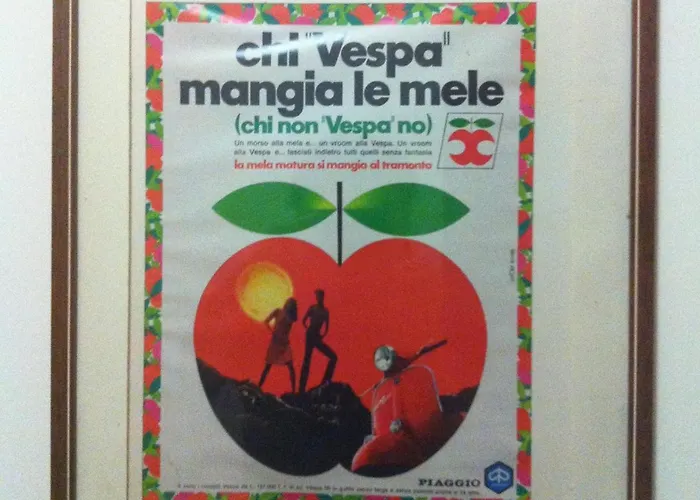 chi "Vespa"
mangia le mele
(chi non "Vespa" no)
Un morso alla mela e... un vroom alla Vespa. Un vroom
alla Vespa e... lasciati indietro tutti quelli senza fantasia
la mela matura si mangia al tramonto
PIAGGIO